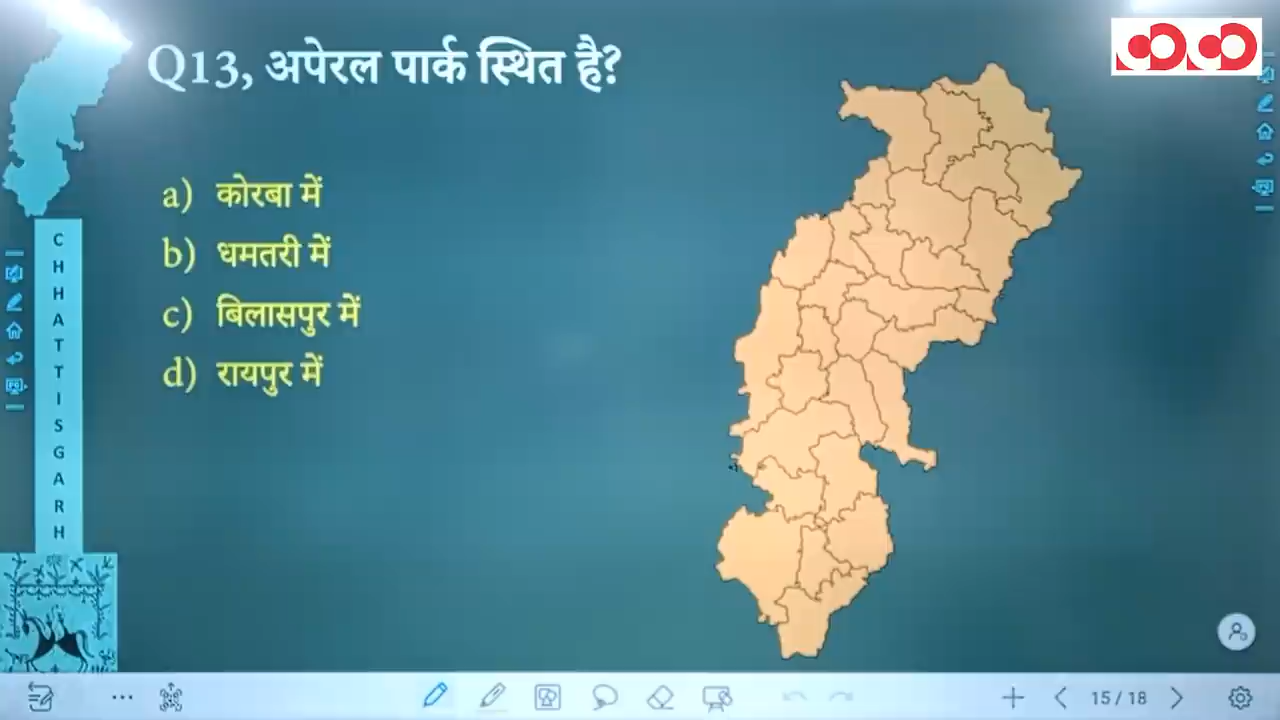 Q13, अपेरल पार्क स्थित है?
a) कोरबा में
b) धमतरी में
c) बिलासपुर में
d) रायपुर में
CHHATTISGARH
15 / 18